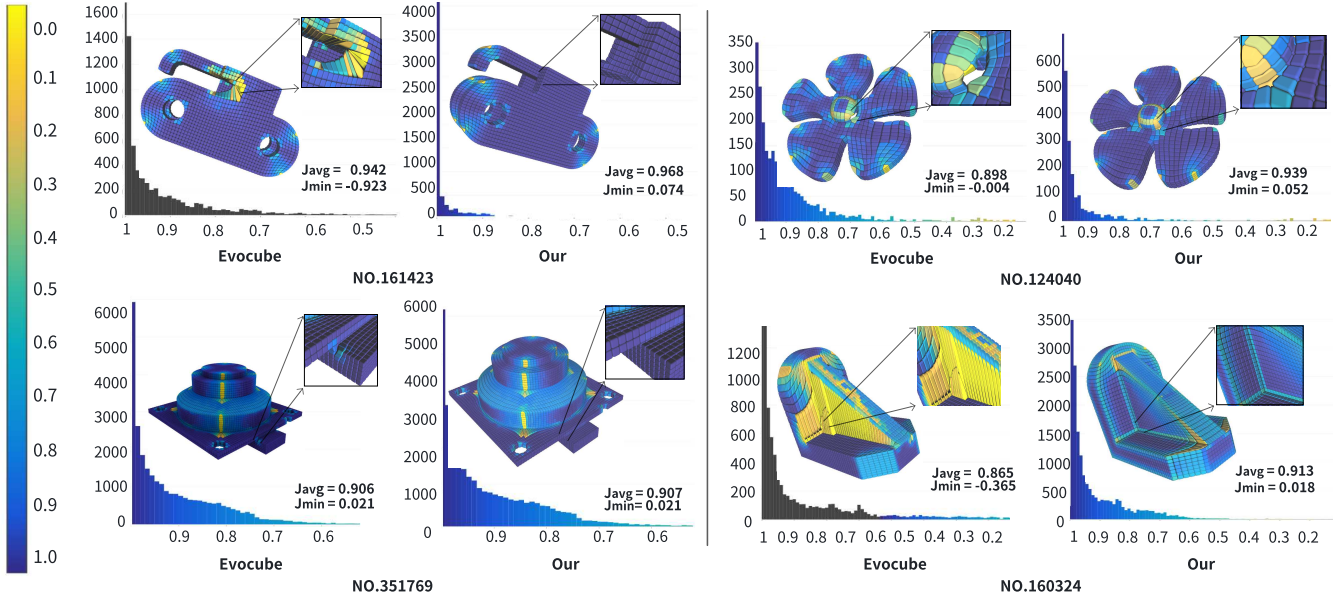 0.0
0.1
0.2
0.3
0.4
0.5
0.6
0.7
0.8
0.9
1.0
1600
1400
1200
1000
800
600
400
200
0
1 0.9 0.8 0.7 0.6 0.5
Javg = 0.942
Jmin = -0.923
Evocube
4000
3500
3000
2500
2000
1500
1000
500
0
1 0.9 0.8 0.7 0.6 0.5
Javg = 0.968
Jmin = 0.074
Our
NO.161423
350
300
250
200
150
100
50
0
1 0.9 0.8 0.7 0.6 0.5 0.4 0.3 0.2
Javg = 0.898
Jmin = -0.004
Evocube
600
500
400
300
200
100
0
1 0.9 0.8 0.7 0.6 0.5 0.4 0.3 0.2
Javg = 0.939
Jmin = 0.052
Our
NO.124040
6000
5000
4000
3000
2000
1000
0
0.9 0.8 0.7 0.6
Javg = 0.906
Jmin = 0.021
Evocube
6000
5000
4000
3000
2000
1000
0
0.9 0.8 0.7 0.6
Javg = 0.907
Jmin= 0.021
Our
NO.351769
1200
1000
800
600
400
200
0
1 0.9 0.8 0.7 0.6 0.5 0.4 0.3 0.2
Javg = 0.865
Jmin = -0.365
Evocube
3500
3000
2500
2000
1500
1000
500
0
1 0.9 0.8 0.7 0.6 0.5 0.4 0.3 0.2
Javg = 0.913
Jmin = 0.018
Our
NO.160324